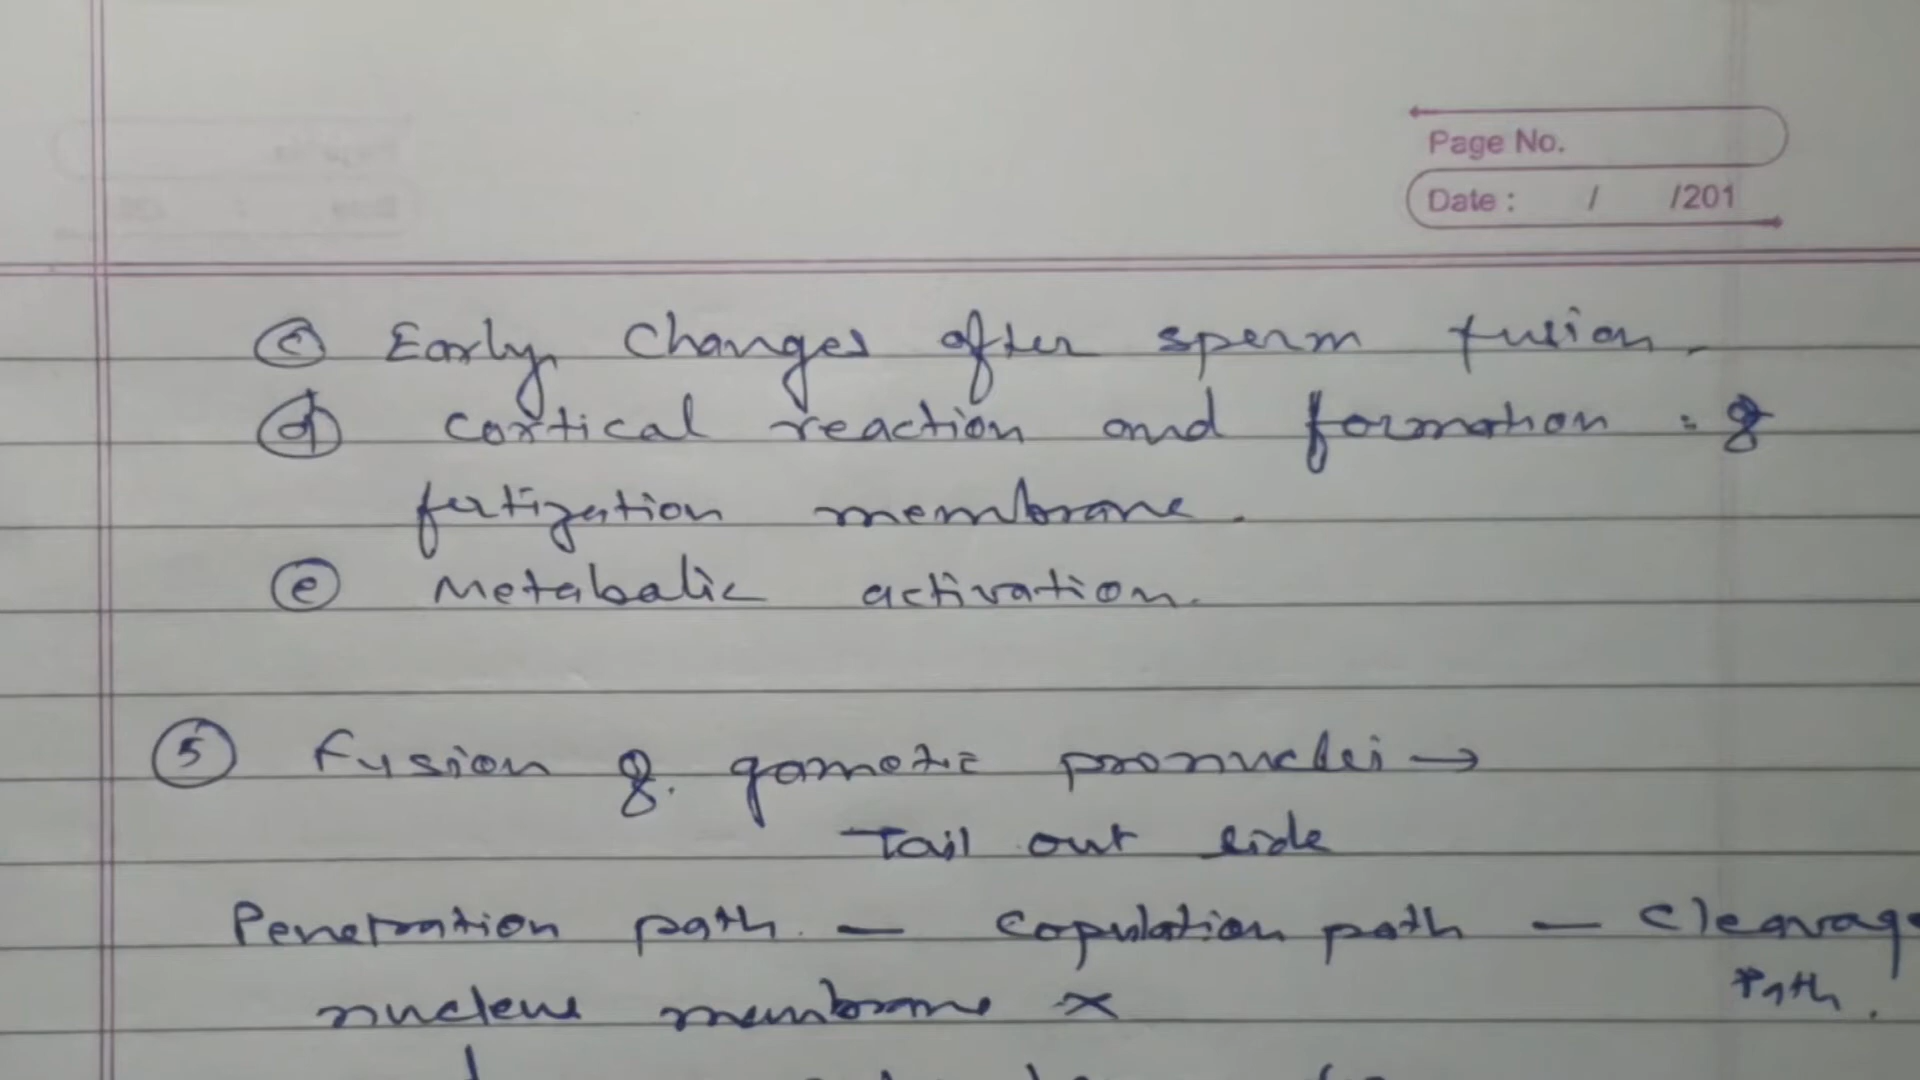 Page No.
Date : / /201
(c) Early changes after sperm fusion.
(d) cortical reaction and formation of
fertization membrane.
(e) Metabalic activation.
(5) Fusion of gametic pronuclei →
Tail out side
Penetration path. — copulation path — cleavage
Path.
nucleus membrane ×